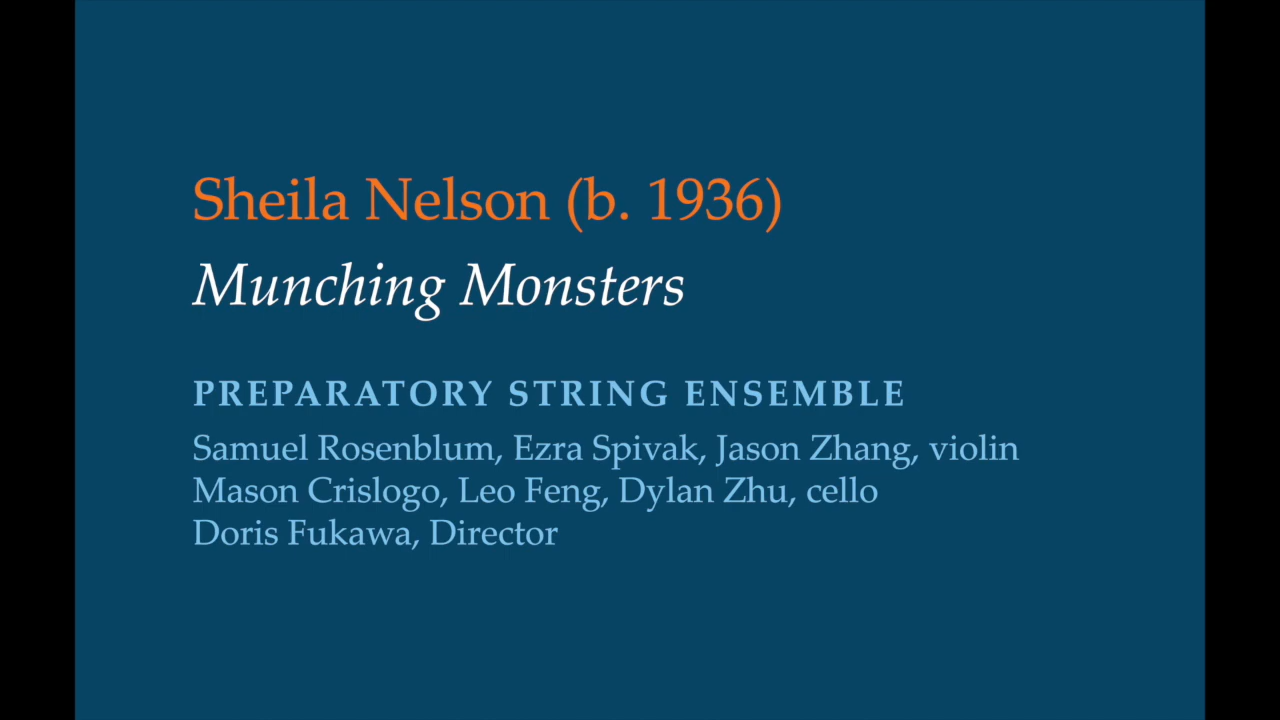 Sheila Nelson (b. 1936)
Munching Monsters
PREPARATORY STRING ENSEMBLE
Samuel Rosenblum, Ezra Spivak, Jason Zhang, violin
Mason Crislogo, Leo Feng, Dylan Zhu, cello
Doris Fukawa, Director